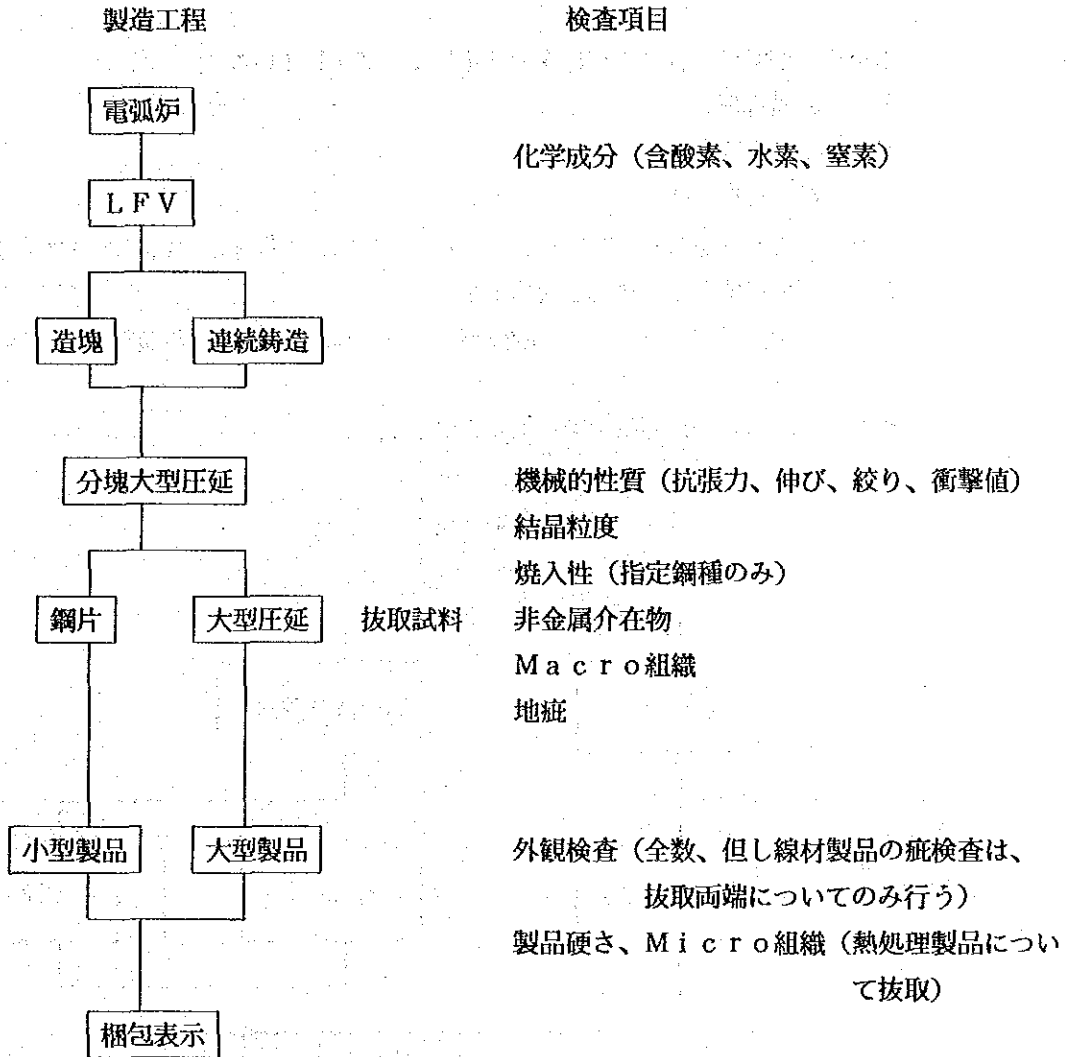 製造工程　検査項目
電弧炉
化学成分（含酸素、水素、窒素）
ＬＦＶ
造塊　連続鋳造
分塊大型圧延　機械的性質（抗張力、伸び、絞り、衝撃値）
結晶粒度
焼入性（指定鋼種のみ）
鋼片　大型圧延　抜取試料　非金属介在物
Ｍａｃｒｏ組織
地疵
小型製品　大型製品　外観検査（全数、但し線材製品の疵検査は、
抜取両端についてのみ行う）
製品硬さ、Ｍｉｃｒｏ組織（熱処理製品につい
て抜取）
梱包表示